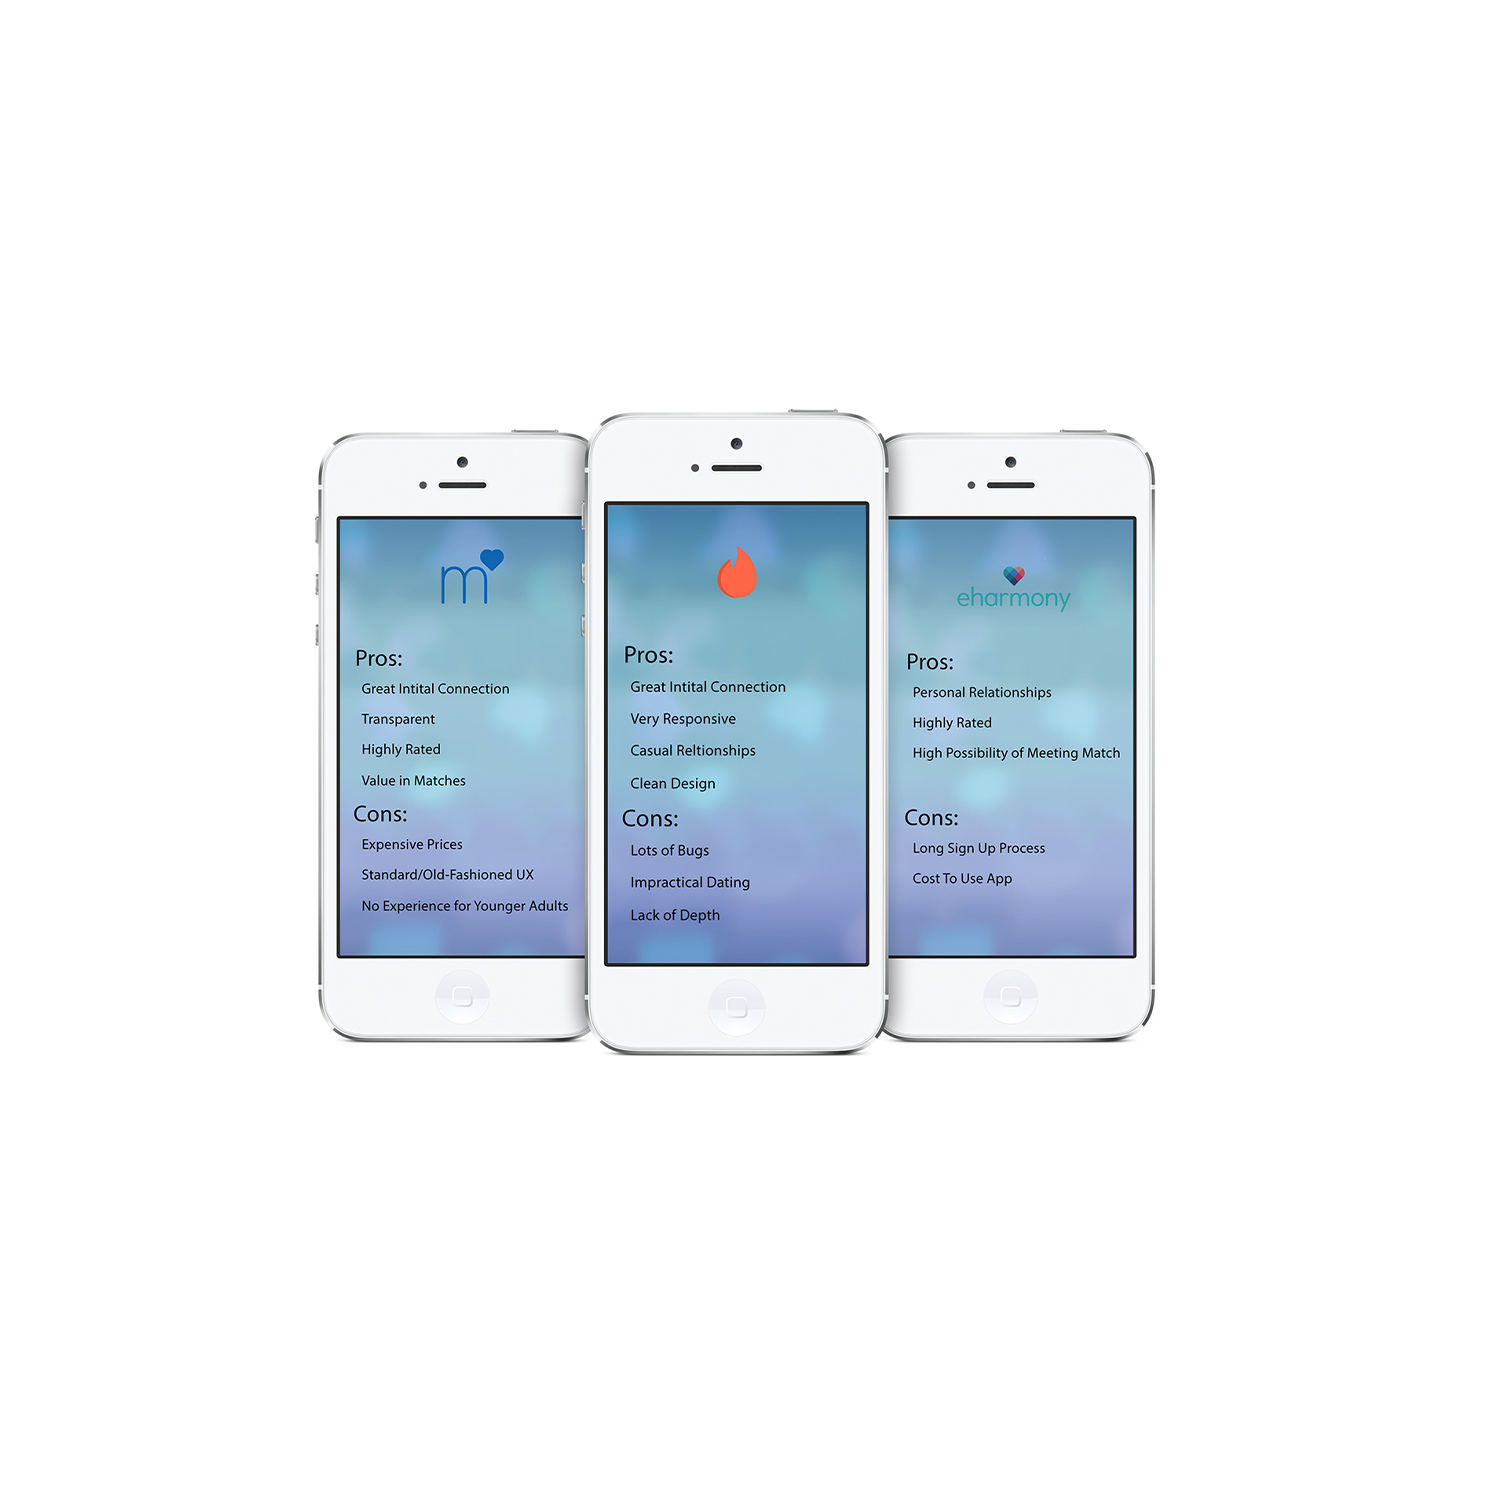 m
Pros:
Great Intital Connection
Transparent
Highly Rated
Value in Matches
Cons:
Expensive Prices
Standard/Old-Fashioned UX
No Experience for Younger Adults
Pros:
Great Intital Connection
Very Responsive
Casual Reltionships
Clean Design
Cons:
Lots of Bugs
Impractical Dating
Lack of Depth
eharmony
Pros:
Personal Relationships
Highly Rated
High Possibility of Meeting Match
Cons:
Long Sign Up Process
Cost To Use App